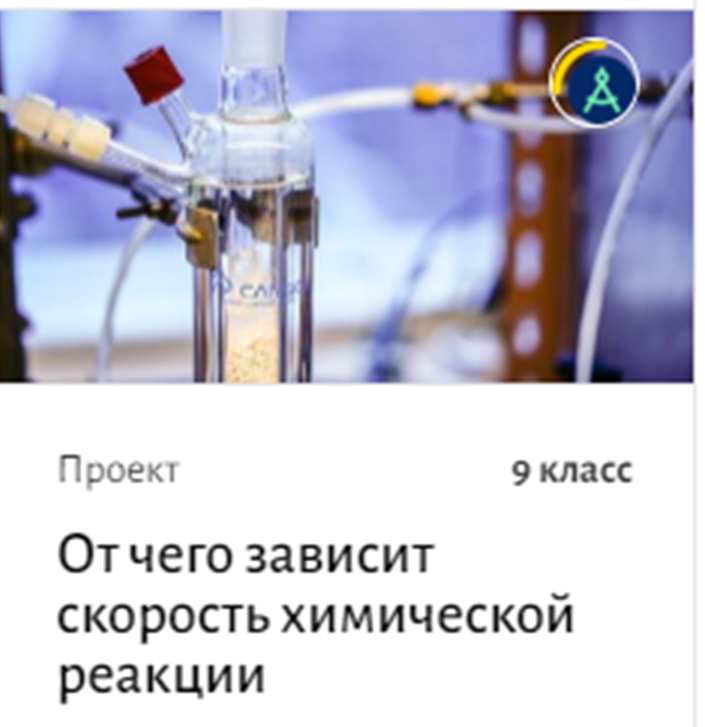 Проект
9 класс
От чего зависит
скорость химической
реакции